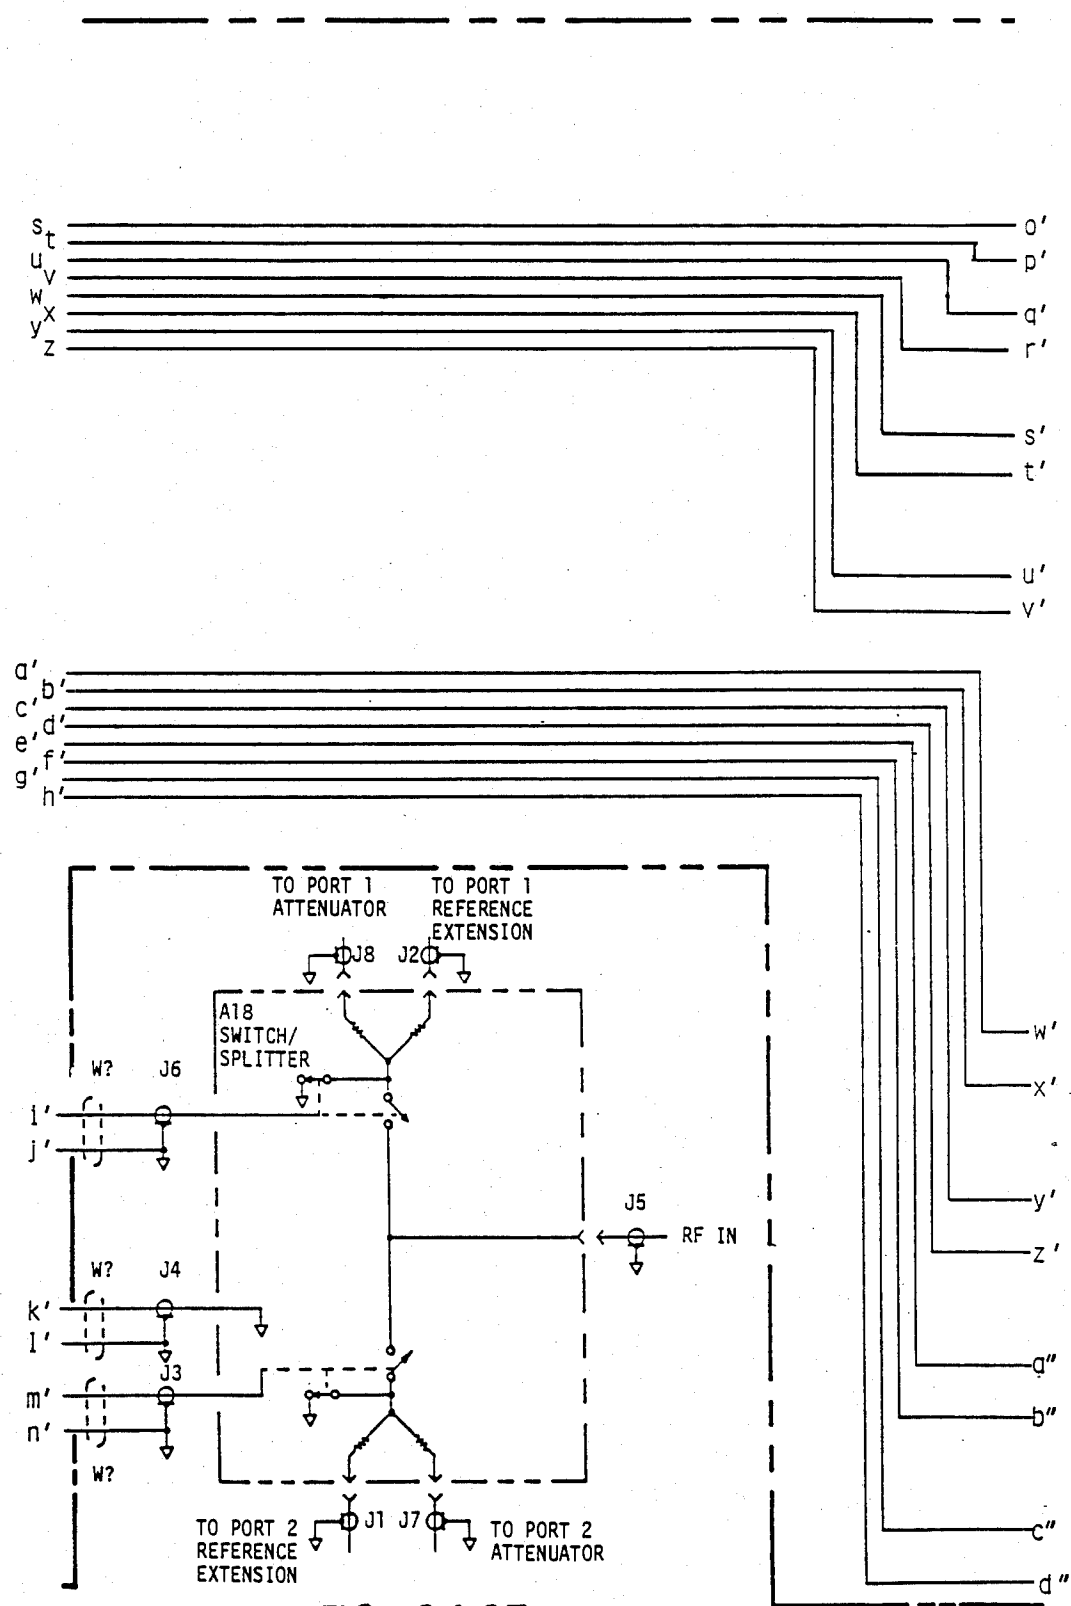 s
t
u
v
w
x
y
z
o'
p'
q'
r'
s'
t'
u'
v'
a'
b'
c'
d'
e'
f'
g'
h'
w'
x'
y'
z'
a"
b"
c"
d"
TO PORT 1
ATTENUATOR
TO PORT 1
REFERENCE
EXTENSION
J8
J2
A18
SWITCH/
SPLITTER
W?
J6
i'
j'
J5
RF IN
W?
J4
k'
l'
J3
m'
n'
W?
J1
J7
TO PORT 2
REFERENCE
EXTENSION
TO PORT 2
ATTENUATOR